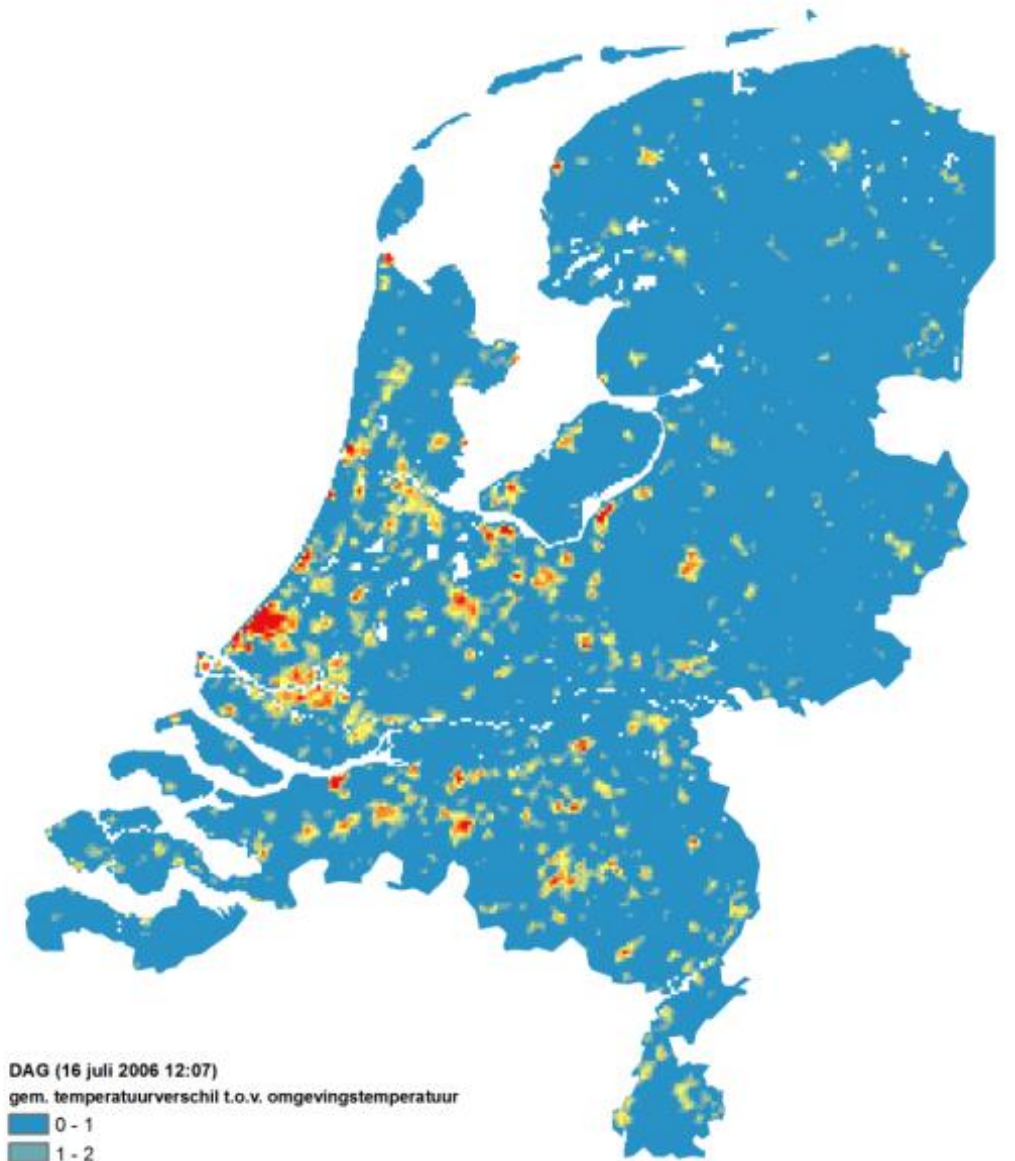 DAG (16 juli 2006 12:07)
gem. temperatuurverschil t.o.v. omgevingstemperatuur
0 - 1
1 - 2